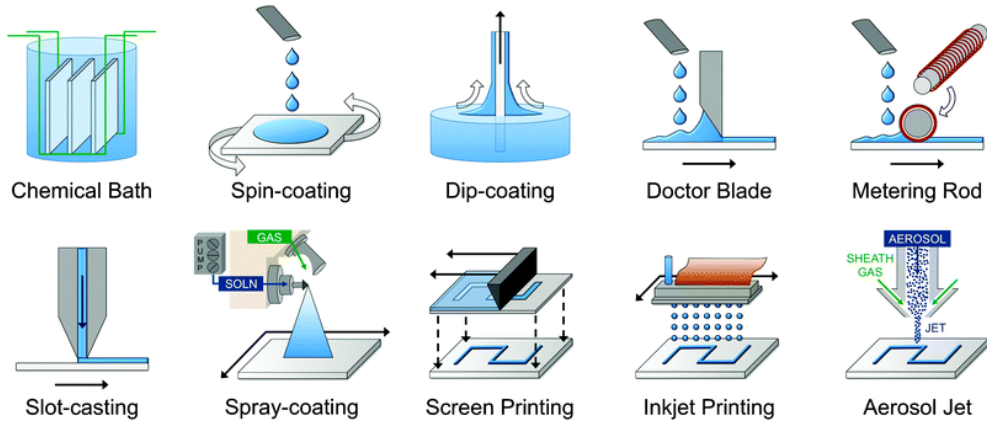 Chemical Bath
Spin-coating
Dip-coating
Doctor Blade
Metering Rod
PUMP
GAS
SOLN
AEROSOL
SHEATH
GAS
JET
Slot-casting
Spray-coating
Screen Printing
Inkjet Printing
Aerosol Jet